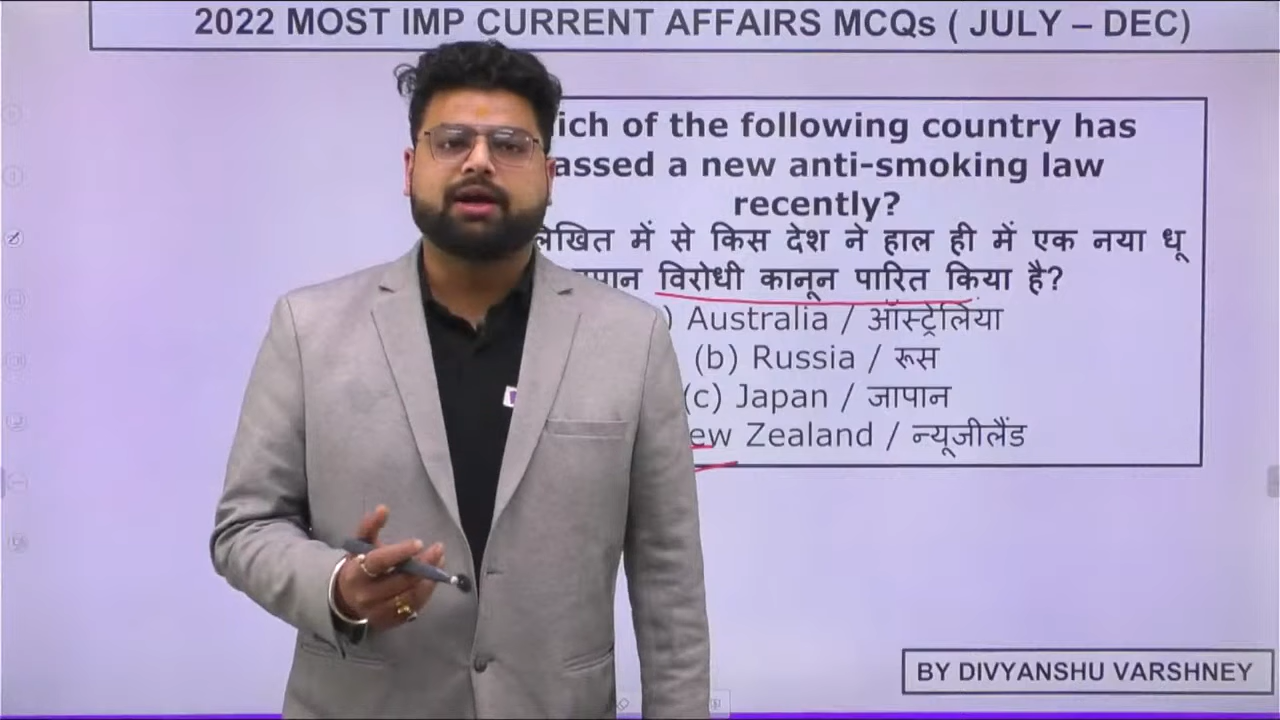 2022 MOST IMP CURRENT AFFAIRS MCQs ( JULY – DEC)
ich of the following country has
assed a new anti-smoking law
recently?
लेखित में से किस देश ने हाल ही में एक नया धू
पान विरोधी कानून पारित किया है?
) Australia / ऑस्ट्रेलिया
(b) Russia / रूस
(c) Japan / जापान
ew Zealand / न्यूजीलैंड
BY DIVYANSHU VARSHNEY